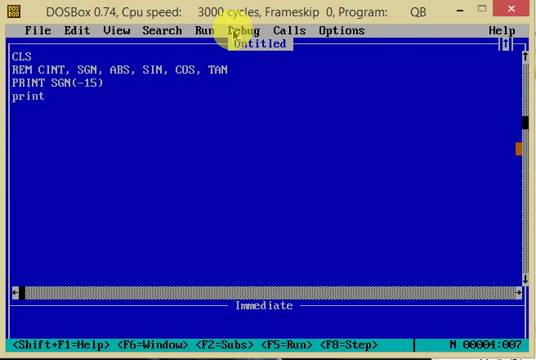 DOSBox 0.74, Cpu speed: 3000 cycles, Frameskip 0, Program: QB
File Edit View Search Run Debug Calls Options Help
Untitled
CLS
REM CINT, SGN, ABS, SIN, COS, TAN
PRINT SGN(-15)
print
Immediate
<Shift+F1=Help> <F6=Window> <F2=Subs> <F5=Run> <F8=Step> N 00004:007